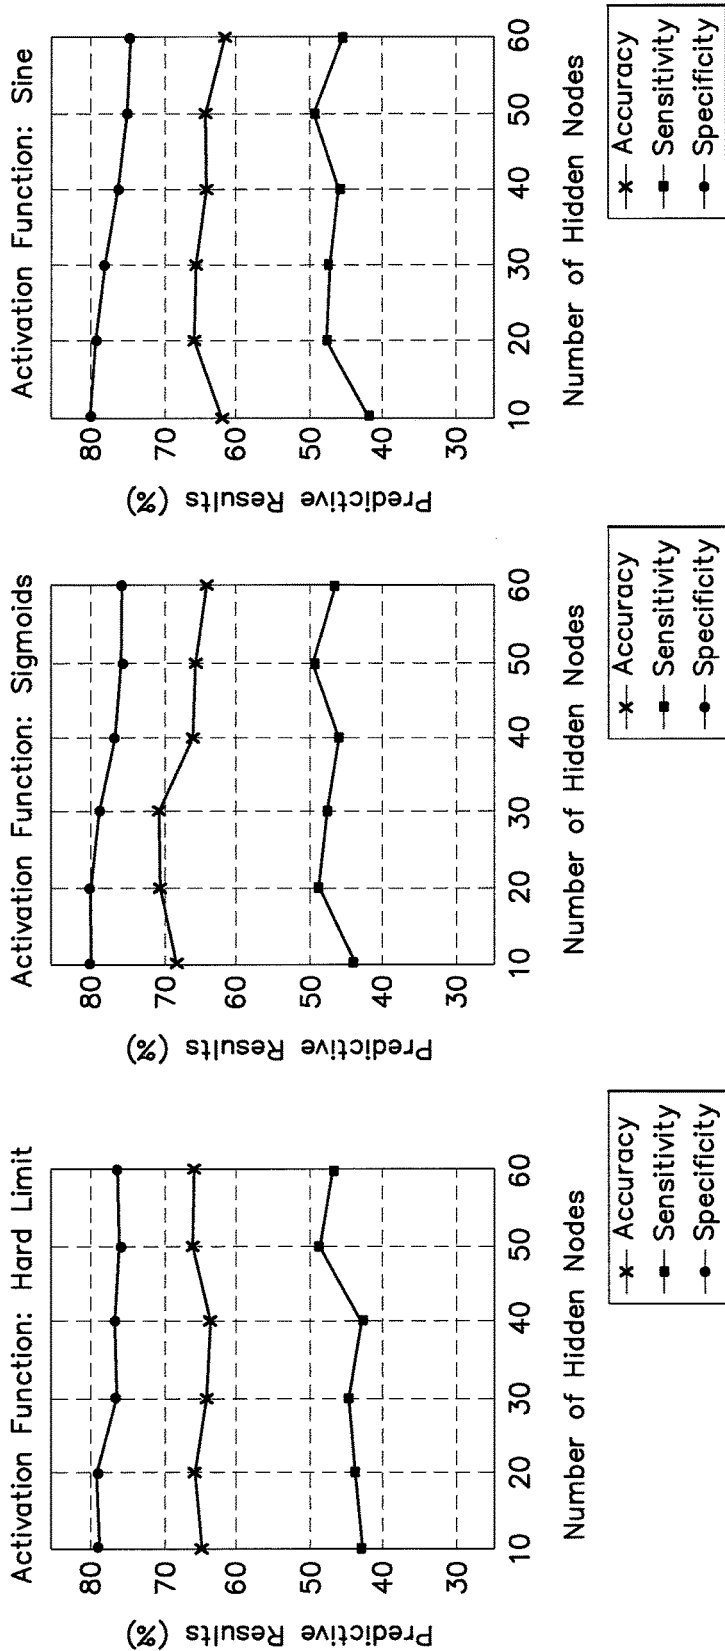 Activation Function: Hard Limit
Predictive Results (%)
80
70
60
50
40
30
10 20 30 40 50 60
Number of Hidden Nodes
Accuracy
Sensitivity
Specificity
Activation Function: Sigmoids
Predictive Results (%)
80
70
60
50
40
30
10 20 30 40 50 60
Number of Hidden Nodes
Accuracy
Sensitivity
Specificity
Activation Function: Sine
Predictive Results (%)
80
70
60
50
40
30
10 20 30 40 50 60
Number of Hidden Nodes
Accuracy
Sensitivity
Specificity